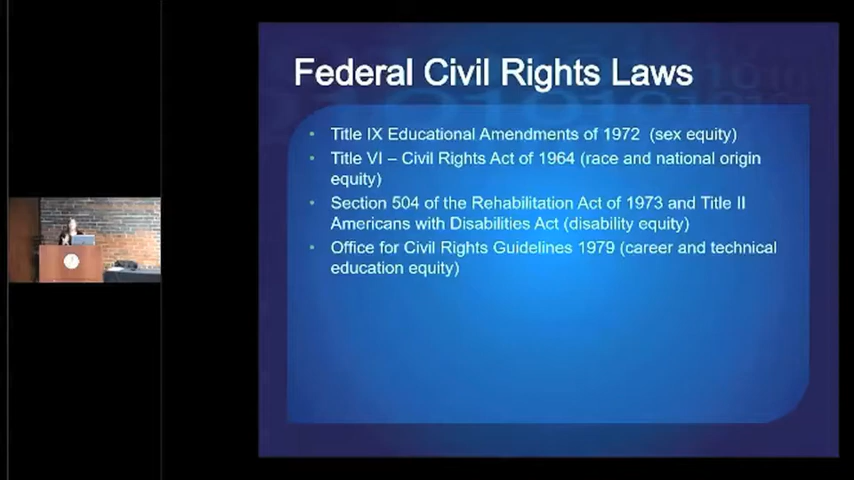 Federal Civil Rights Laws
• Title IX Educational Amendments of 1972 (sex equity)
• Title VI – Civil Rights Act of 1964 (race and national origin
equity)
• Section 504 of the Rehabilitation Act of 1973 and Title II
Americans with Disabilities Act (disability equity)
• Office for Civil Rights Guidelines 1979 (career and technical
education equity)